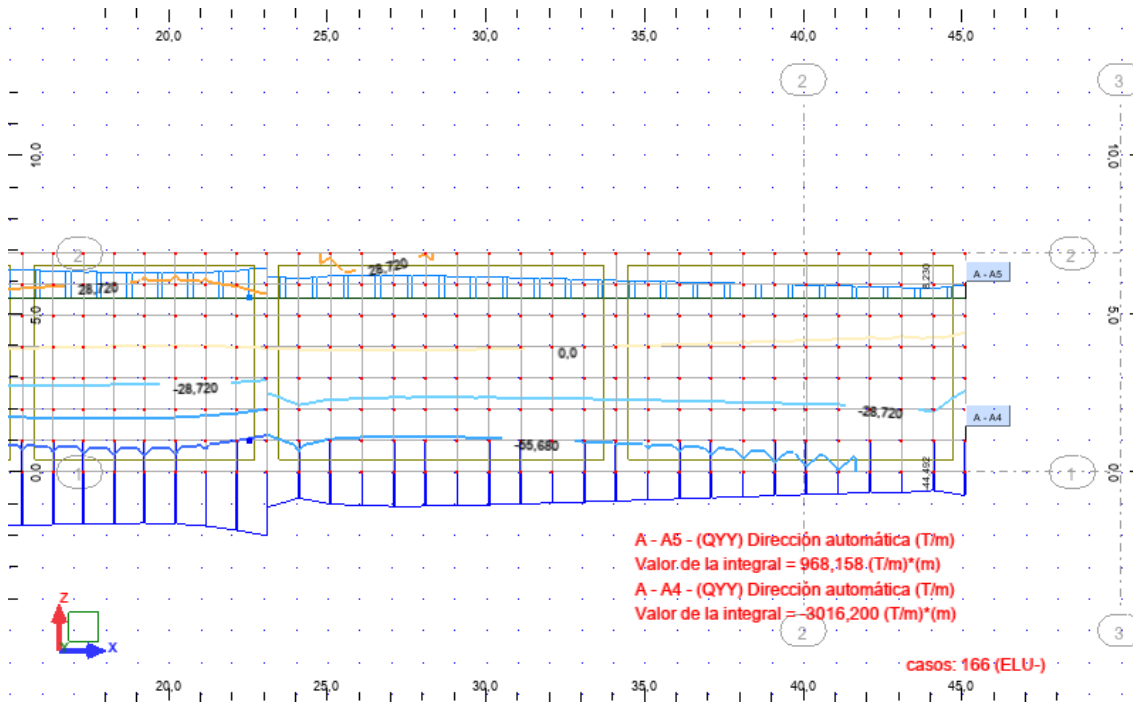 20,0 25,0 30,0 35,0 40,0 45,0
2 3
10,0 10,0
2 28,720 28,720 A - A5 2
8,230
5,0 5,0
0,0
-28,720 -28,720 A - A4
-55,680
0,0 1 -44,492 1 0,0
A - A5 - (QYY) Dirección automática (T/m)
Valor de la integral = 968,158 (T/m)*(m)
A - A4 - (QYY) Dirección automática (T/m)
Valor de la integral = -3016,200 (T/m)*(m)
Z
X
2 3
casos: 166 (ELU-)
20,0 25,0 30,0 35,0 40,0 45,0